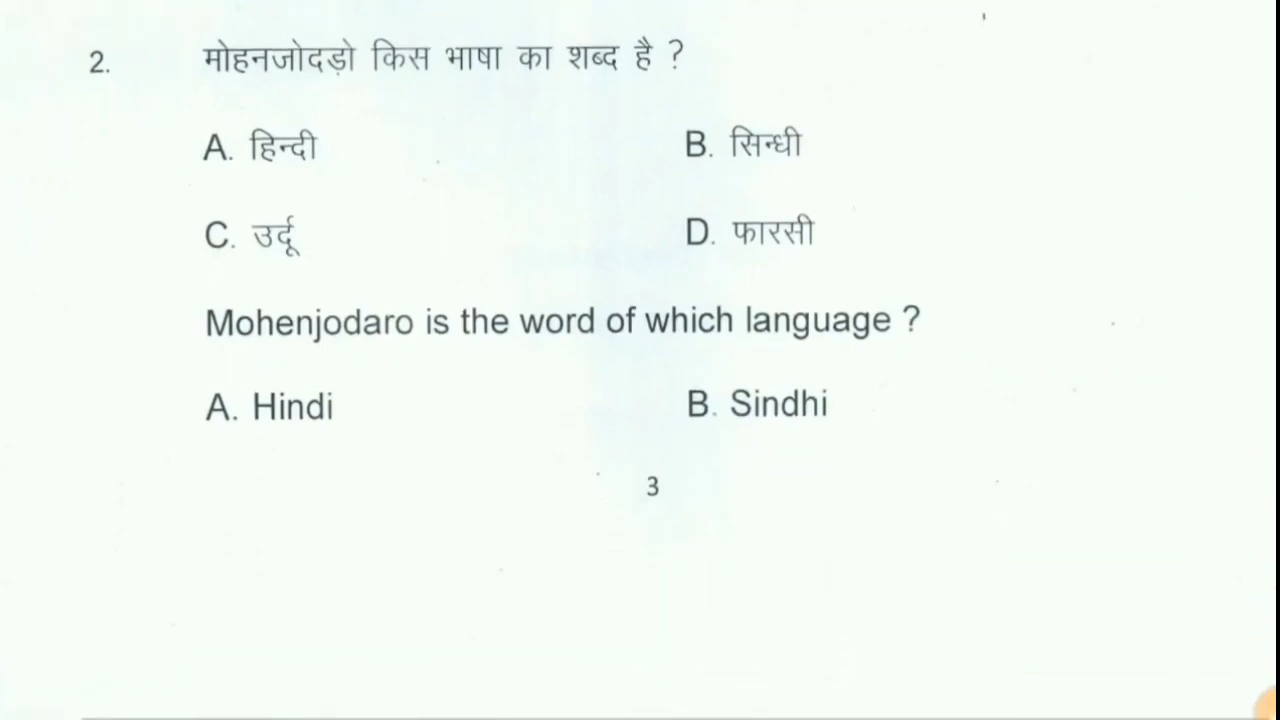 2. मोहनजोदड़ो किस भाषा का शब्द है ?
A. हिन्दी B. सिन्धी
C. उर्दू D. फारसी
Mohenjodaro is the word of which language ?
A. Hindi B. Sindhi
3